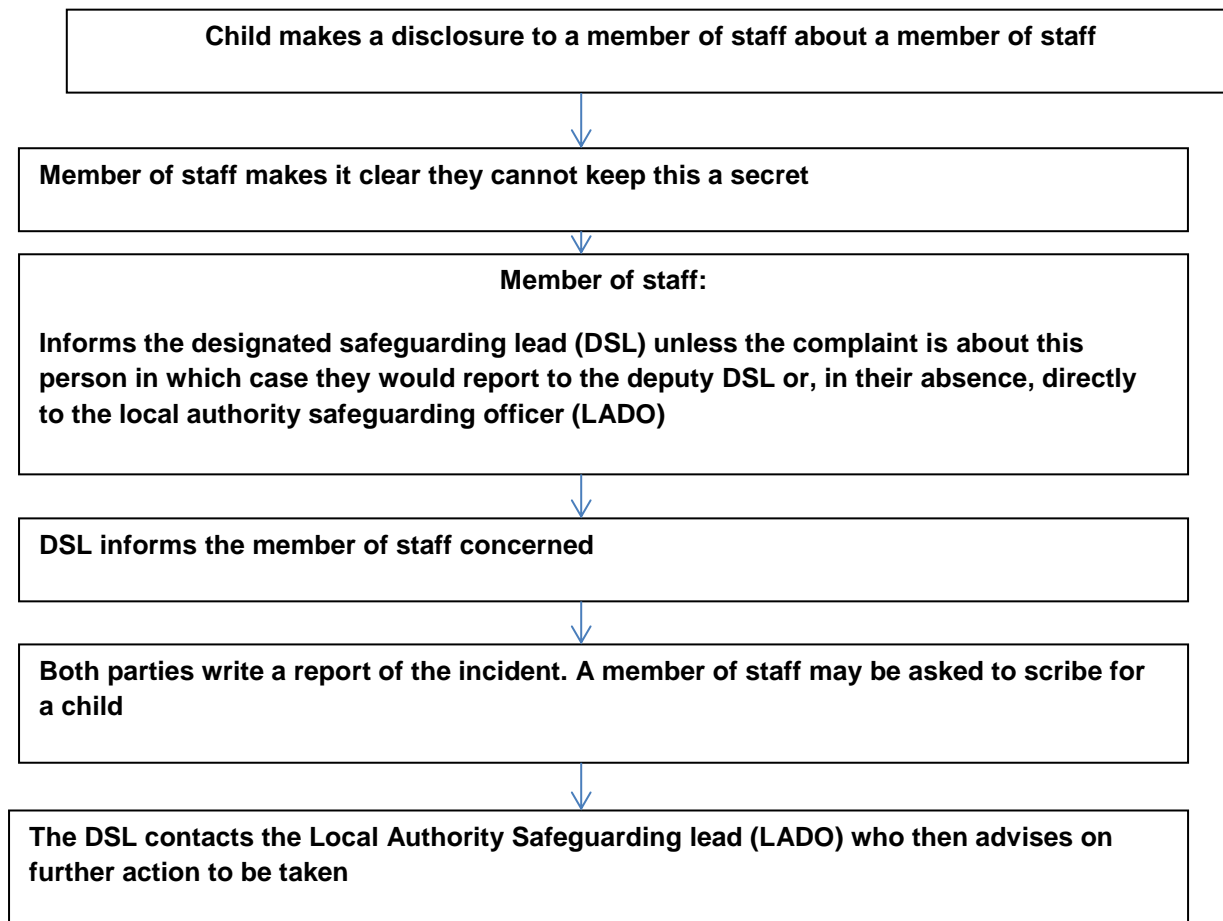 Child makes a disclosure to a member of staff about a member of staff
Member of staff makes it clear they cannot keep this a secret
Member of staff:
Informs the designated safeguarding lead (DSL) unless the complaint is about this
person in which case they would report to the deputy DSL or, in their absence, directly
to the local authority safeguarding officer (LADO)
DSL informs the member of staff concerned
Both parties write a report of the incident. A member of staff may be asked to scribe for
a child
The DSL contacts the Local Authority Safeguarding lead (LADO) who then advises on
further action to be taken